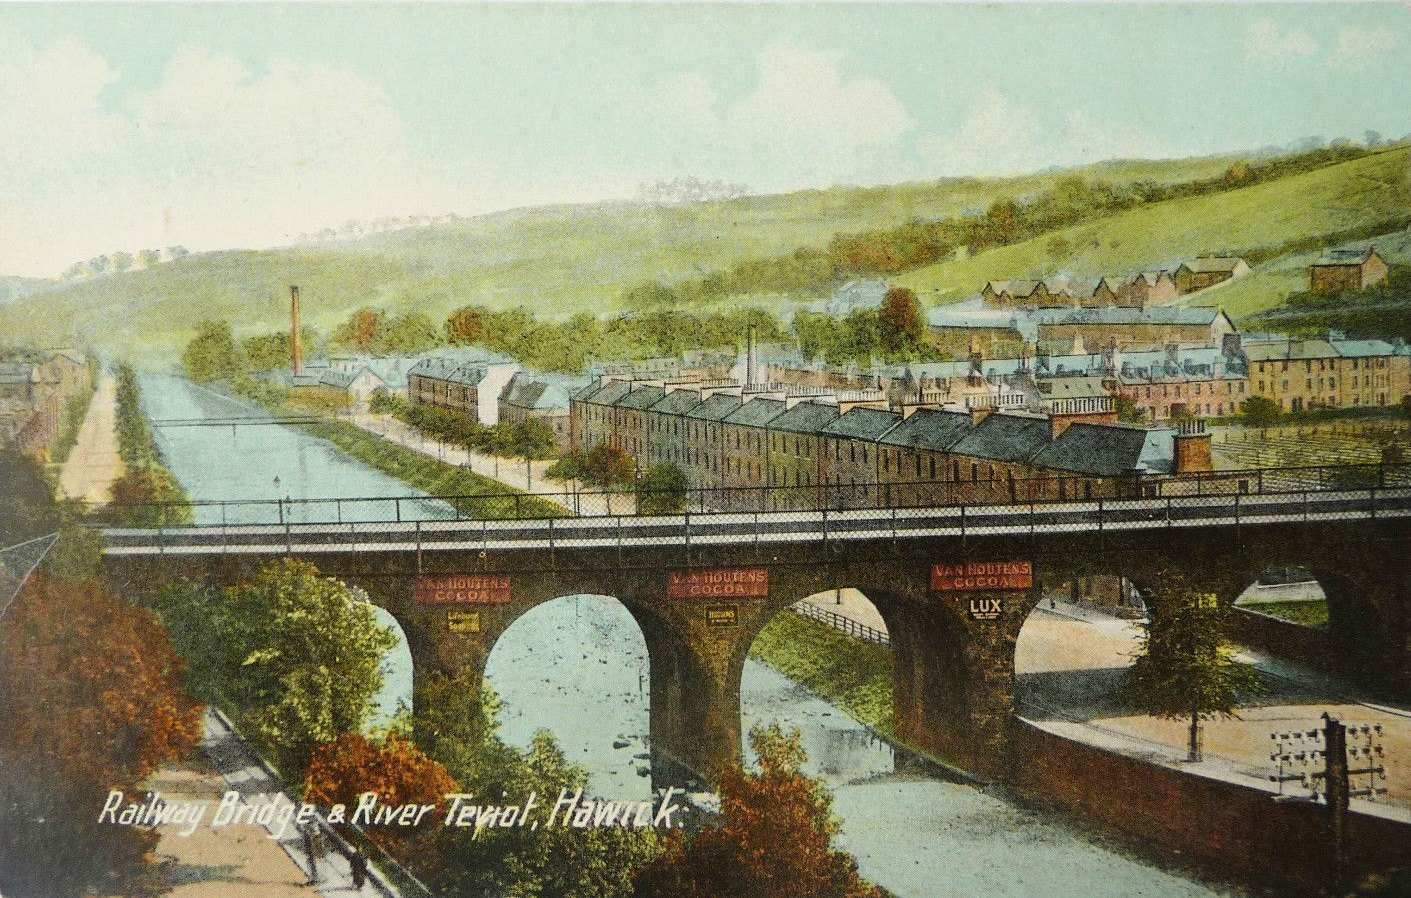 VAN HOUTENS
COCOA
VAN HOUTENS
COCOA
VAN HOUTENS
COCOA
LUX
Railway Bridge & River Teviot, Hawick.